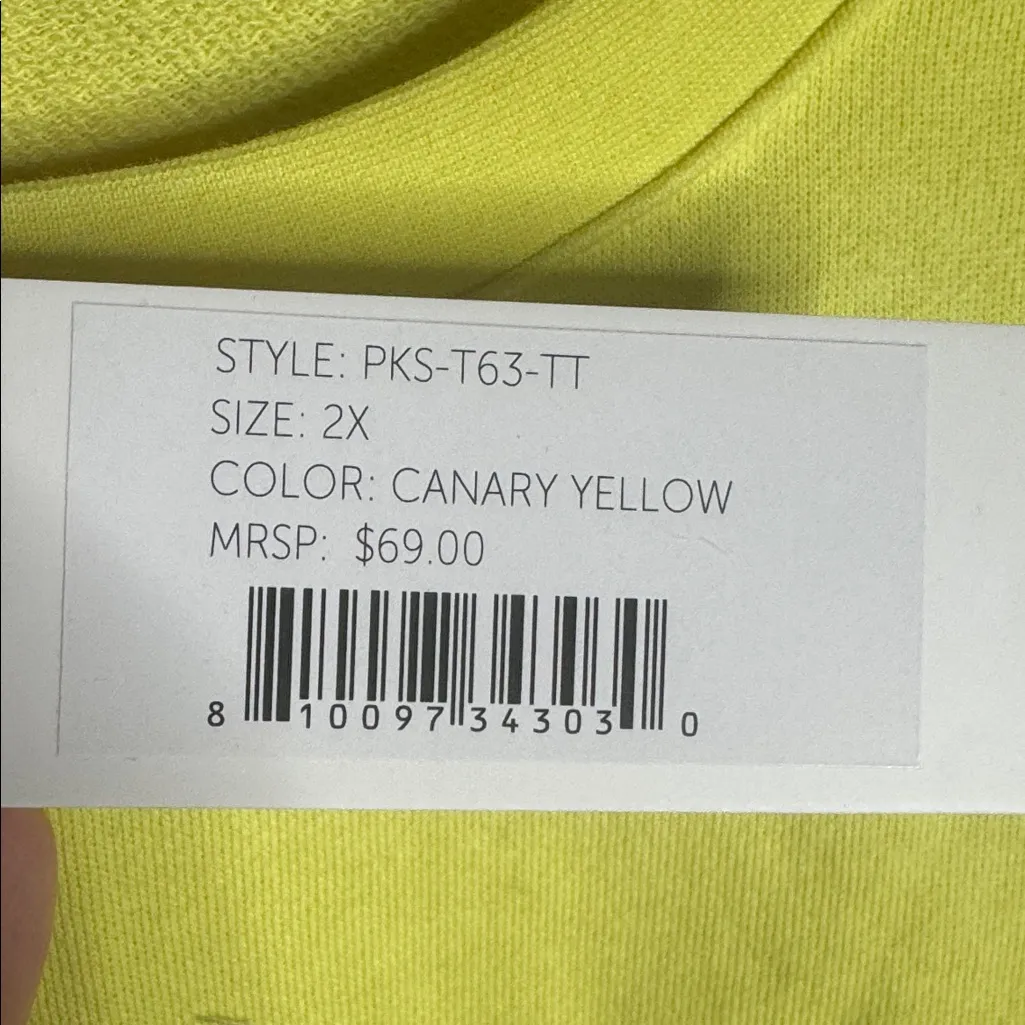 STYLE: PKS-T63-TT
SIZE: 2X
COLOR: CANARY YELLOW
MRSP: $69.00
8 10097 34303 0